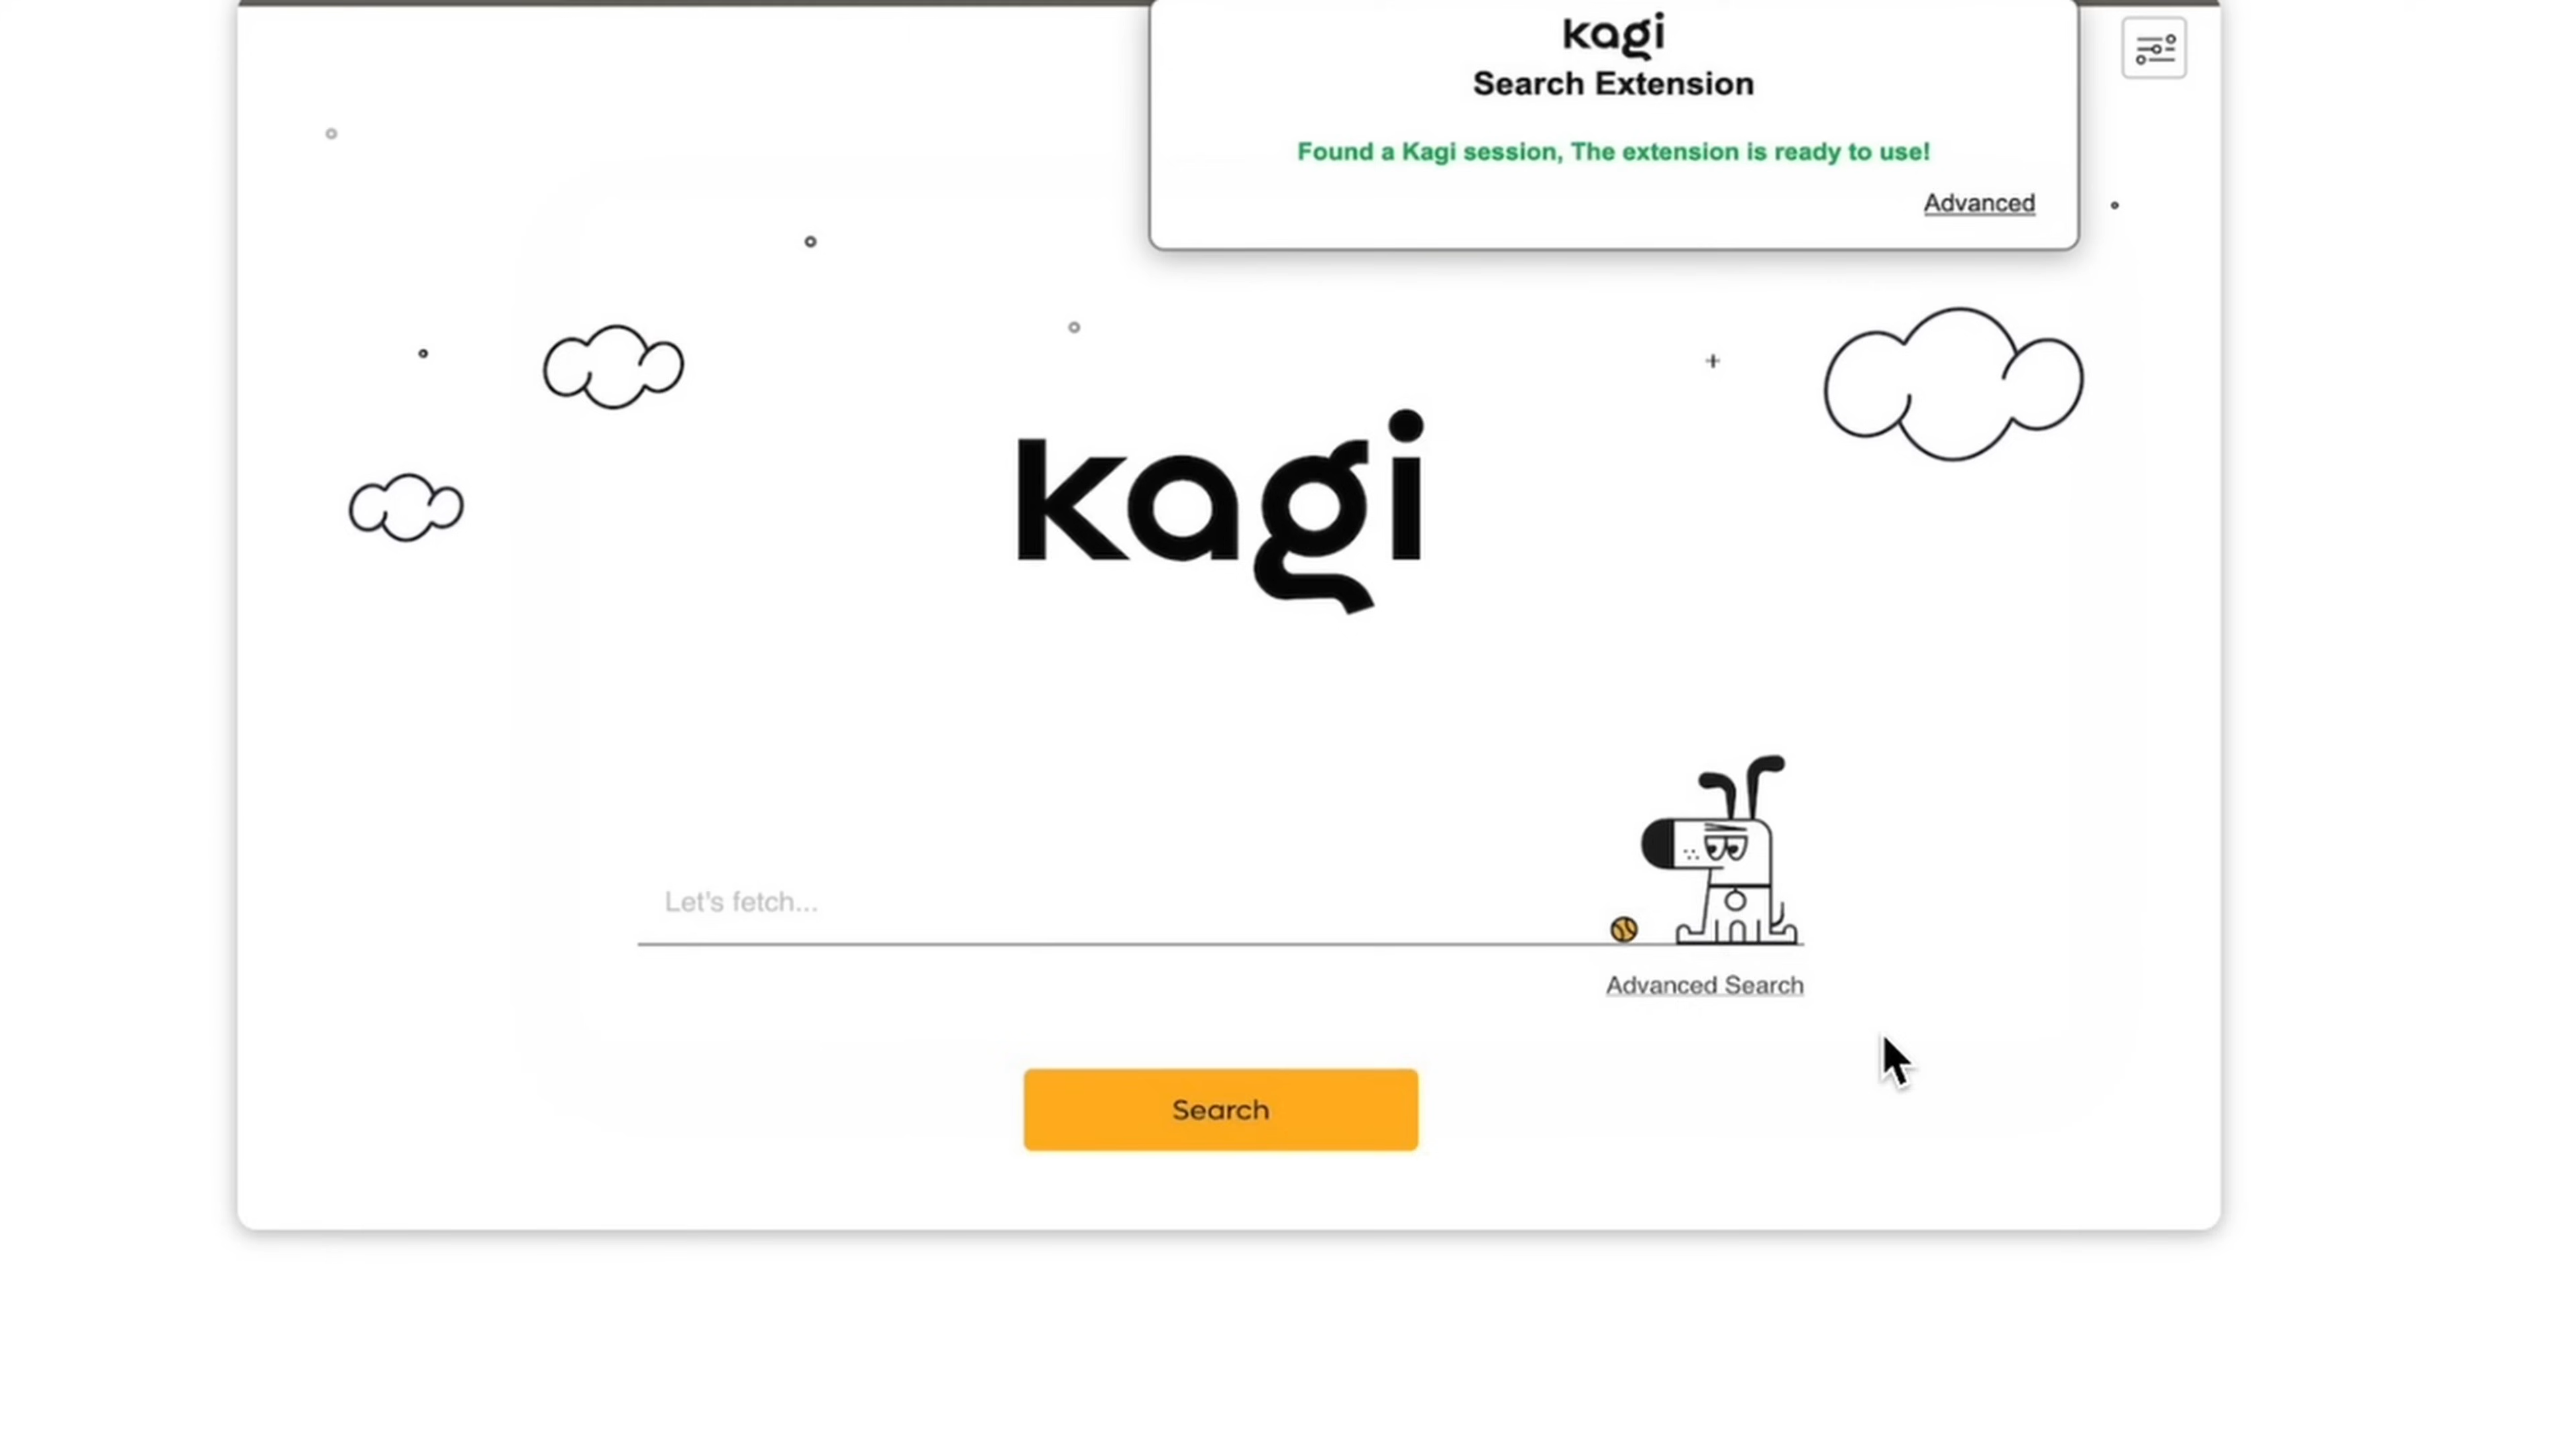 kagi
Search Extension
Found a Kagi session, The extension is ready to use!
Advanced
kagi
Let's fetch...
Advanced Search
Search